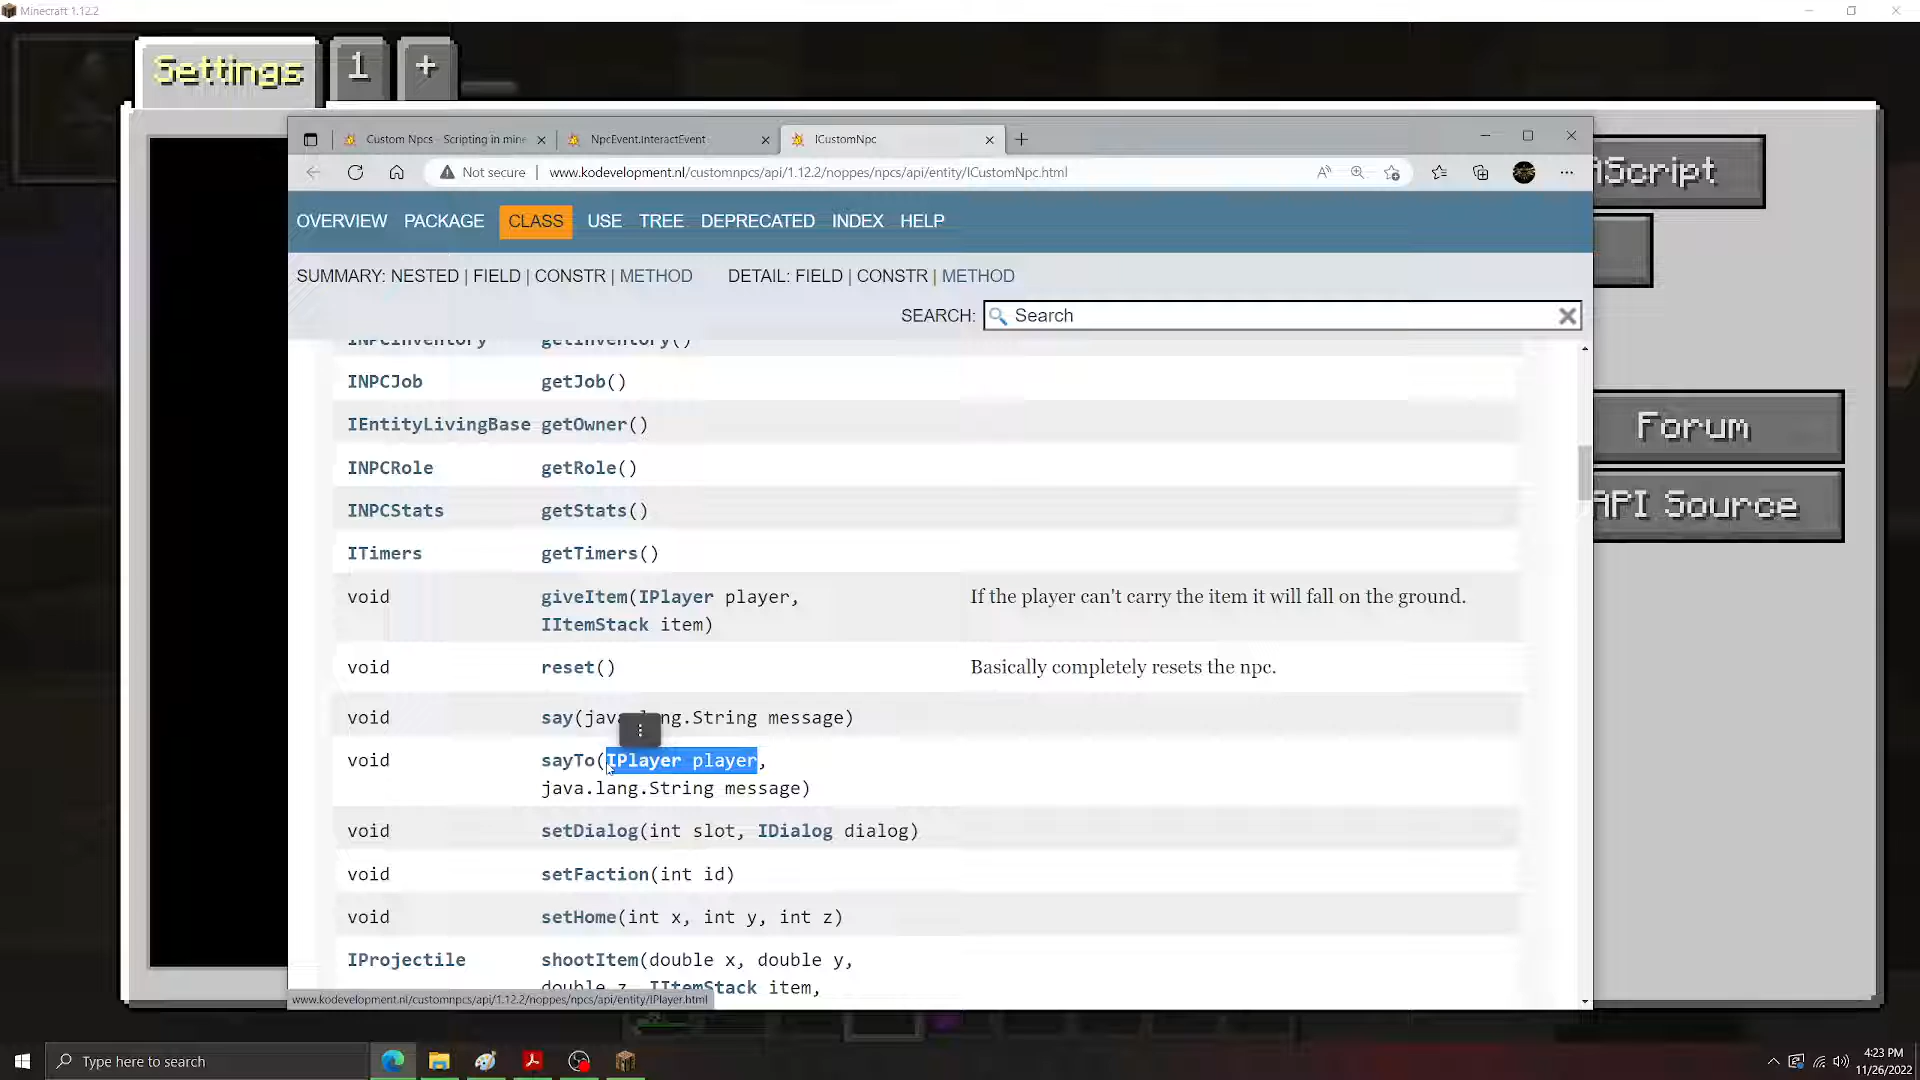 Minecraft 1.12.2
Settings
1
+
Custom Npcs - Scripting in mine
NpcEvent.InteractEvent
ICustomNpc
Not secure
www.kodevelopment.nl/customnpcs/api/1.12.2/noppes/npcs/api/entity/ICustomNpc.html
OVERVIEW PACKAGE CLASS USE TREE DEPRECATED INDEX HELP
SUMMARY: NESTED | FIELD | CONSTR | METHOD DETAIL: FIELD | CONSTR | METHOD
SEARCH: Search
INPCInventory getInventory()
INPCJob getJob()
IEntityLivingBase getOwner()
INPCRole getRole()
INPCStats getStats()
ITimers getTimers()
void giveItem(IPlayer player, If the player can't carry the item it will fall on the ground.
IItemStack item)
void reset() Basically completely resets the npc.
void say(java.lang.String message)
void sayTo(IPlayer player,
java.lang.String message)
void setDialog(int slot, IDialog dialog)
void setFaction(int id)
void setHome(int x, int y, int z)
IProjectile shootItem(double x, double y,
double z, IItemStack item,
www.kodevelopment.nl/customnpcs/api/1.12.2/noppes/npcs/api/entity/IPlayer.html
Script
Forum
API Source
Type here to search
4:23 PM
11/26/2022